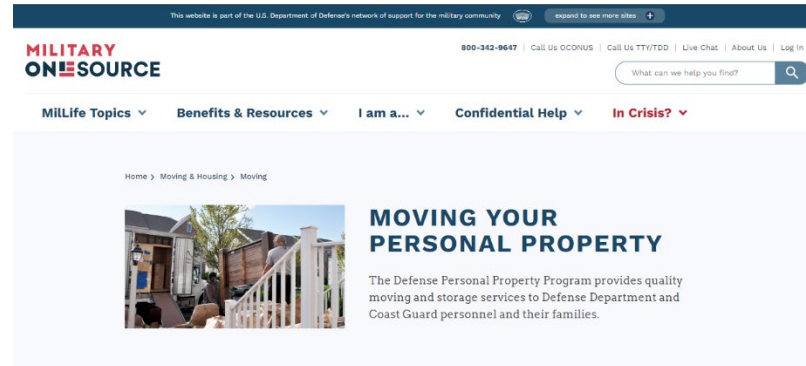 This website is part of the U.S. Department of Defense's network of support for the military community
expand to see more sites +
MILITARY
ONESOURCE
800-342-9647 | Call Us OCONUS | Call Us TTY/TDD | Live Chat | About Us | Log In
What can we help you find?
MilLife Topics
Benefits & Resources
I am a...
Confidential Help
In Crisis?
Home > Moving & Housing > Moving
MOVING YOUR
PERSONAL PROPERTY
The Defense Personal Property Program provides quality
moving and storage services to Defense Department and
Coast Guard personnel and their families.